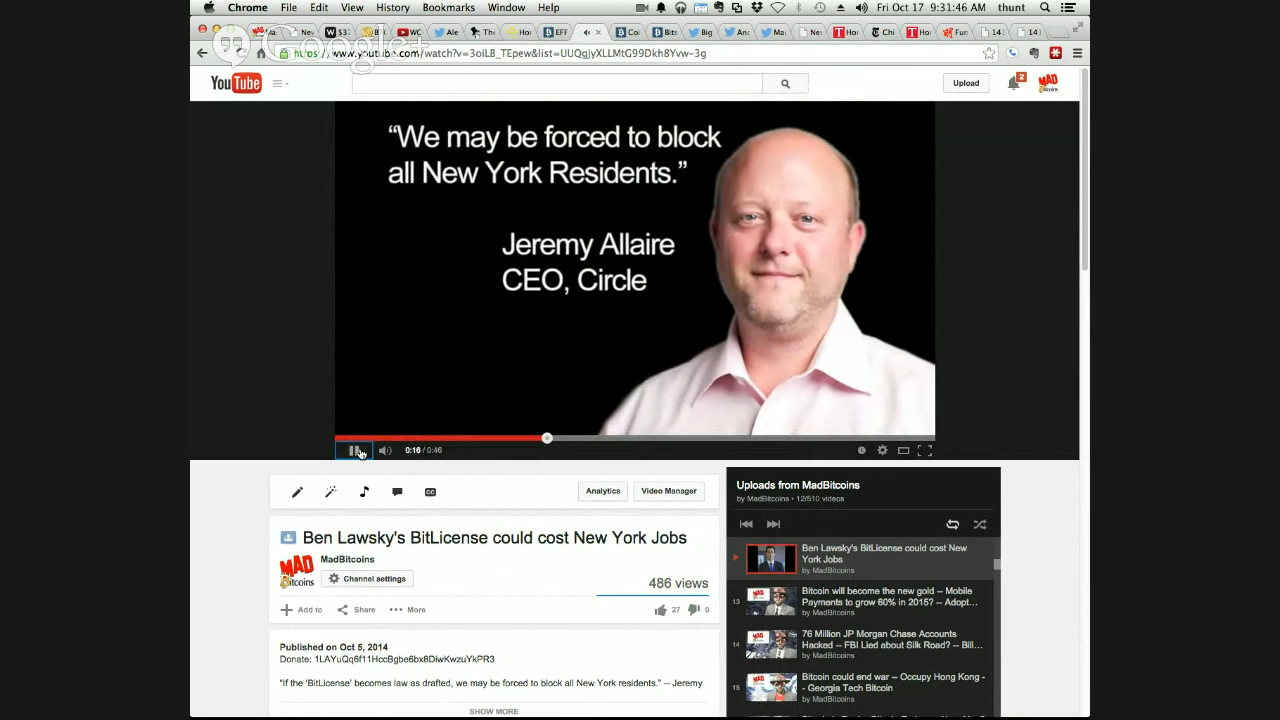 Chrome File Edit View Bookmarks Window Help Fri Oct 17 9:31:46 AM thunt
Google+
https://www.youtube.com/watch?v=3oiLB_TEpew&list=UUQgjyXLLMtG99Dkh8Yvw-3g
YouTube
Upload
2
MAD Bitcoins
“We may be forced to block
all New York Residents.”
Jeremy Allaire
CEO, Circle
0:16 / 0:46
Analytics
Video Manager
Ben Lawsky's BitLicense could cost New York Jobs
MAD Bitcoins
MadBitcoins
Channel settings
486 views
Add to
Share
More
27
0
Published on Oct 5, 2014
Donate: 1LAYuQq6f11HccBgbe6bx8DiwKwzuYkPR3
"If the 'BitLicense' becomes law as drafted, we may be forced to block all New York residents." -- Jeremy
SHOW MORE
Uploads from MadBitcoins
by MadBitcoins • 12/510 videos
Ben Lawsky's BitLicense could cost New
York Jobs
by MadBitcoins
13
Bitcoin will become the new gold -- Mobile
Payments to grow 60% in 2015? -- Adopt...
by MadBitcoins
14
76 Million JP Morgan Chase Accounts
Hacked -- FBI Lied about Silk Road? -- Bill...
by MadBitcoins
15
Bitcoin could end war -- Occupy Hong Kong -
- Georgia Tech Bitcoin
by MadBitcoins